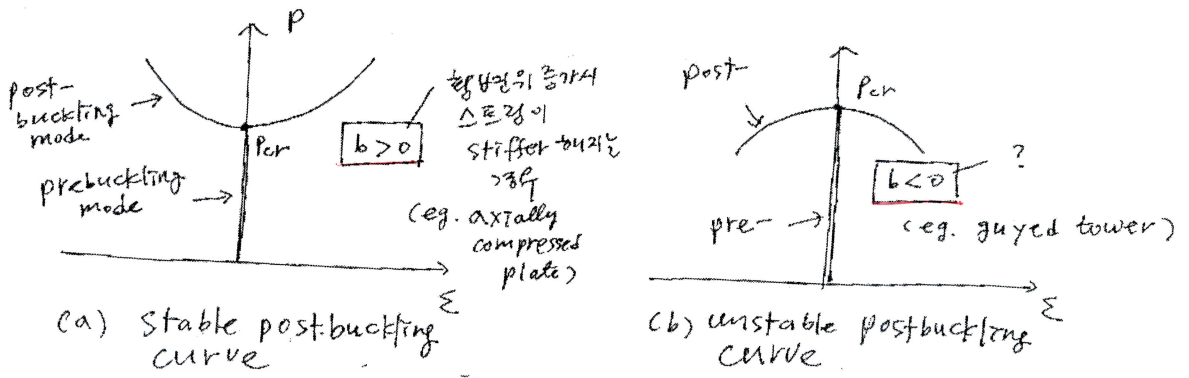 P
post-
buckling
mode
Pcr
prebuckling
mode
b>0
횡변위 증가시
스프링이
stiffer 해지는
경우
(eg. axially
compressed
plate)
ξ
(a) stable postbuckling
curve
post-
Pcr
b<0
?
pre-
(eg. guyed tower)
ξ
(b) unstable postbuckling
curve